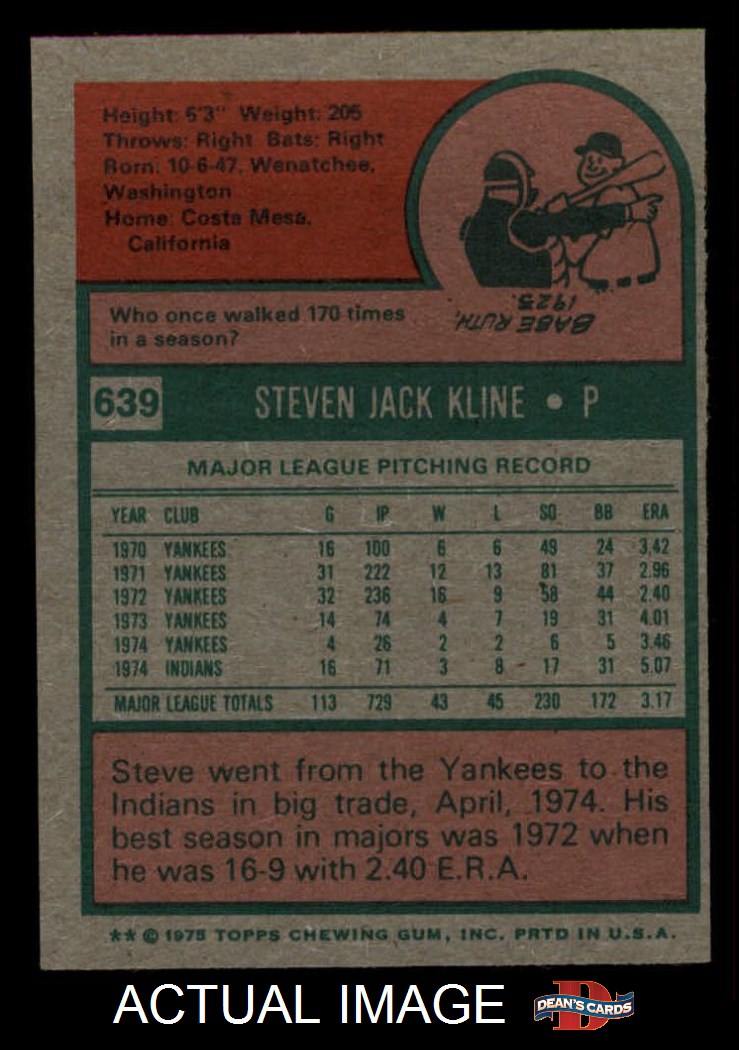 Height: 6'3" Weight: 205
Throws: Right Bats: Right
Born: 10-6-47, Wenatchee,
Washington
Home: Costa Mesa,
California
Who once walked 170 times
in a season?
BABE RUTH,
1923.
639 STEVEN JACK KLINE • P
MAJOR LEAGUE PITCHING RECORD
YEAR CLUB G IP W L SO BB ERA
1970 YANKEES 16 100 6 6 49 24 3.42
1971 YANKEES 31 222 12 13 81 37 2.96
1972 YANKEES 32 236 16 9 58 44 2.40
1973 YANKEES 14 74 4 7 19 31 4.01
1974 YANKEES 4 26 2 2 6 5 3.46
1974 INDIANS 16 71 3 8 17 31 5.07
MAJOR LEAGUE TOTALS 113 729 43 45 230 172 3.17
Steve went from the Yankees to the
Indians in big trade, April, 1974. His
best season in majors was 1972 when
he was 16-9 with 2.40 E.R.A.
** © 1975 TOPPS CHEWING GUM, INC. PRTD IN U.S.A.
ACTUAL IMAGE
D
DEAN'S CARDS